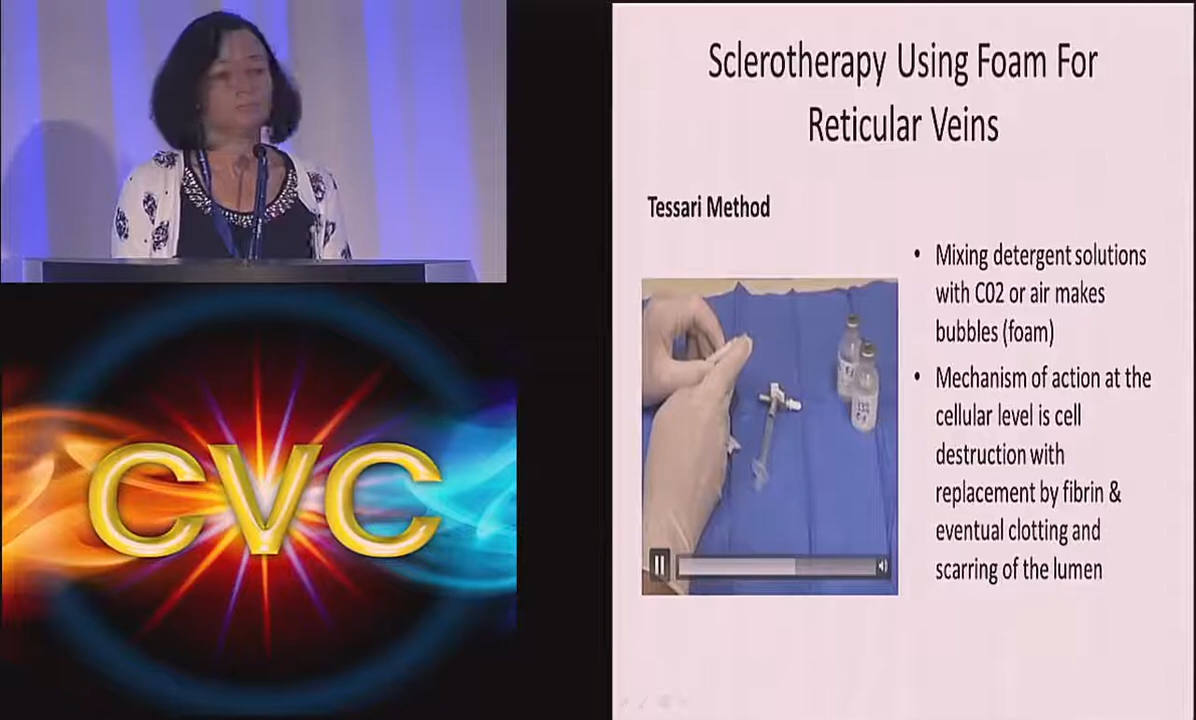 CVC
Sclerotherapy Using Foam For
Reticular Veins
Tessari Method
• Mixing detergent solutions
with CO2 or air makes
bubbles (foam)
• Mechanism of action at the
cellular level is cell
destruction with
replacement by fibrin &
eventual clotting and
scarring of the lumen